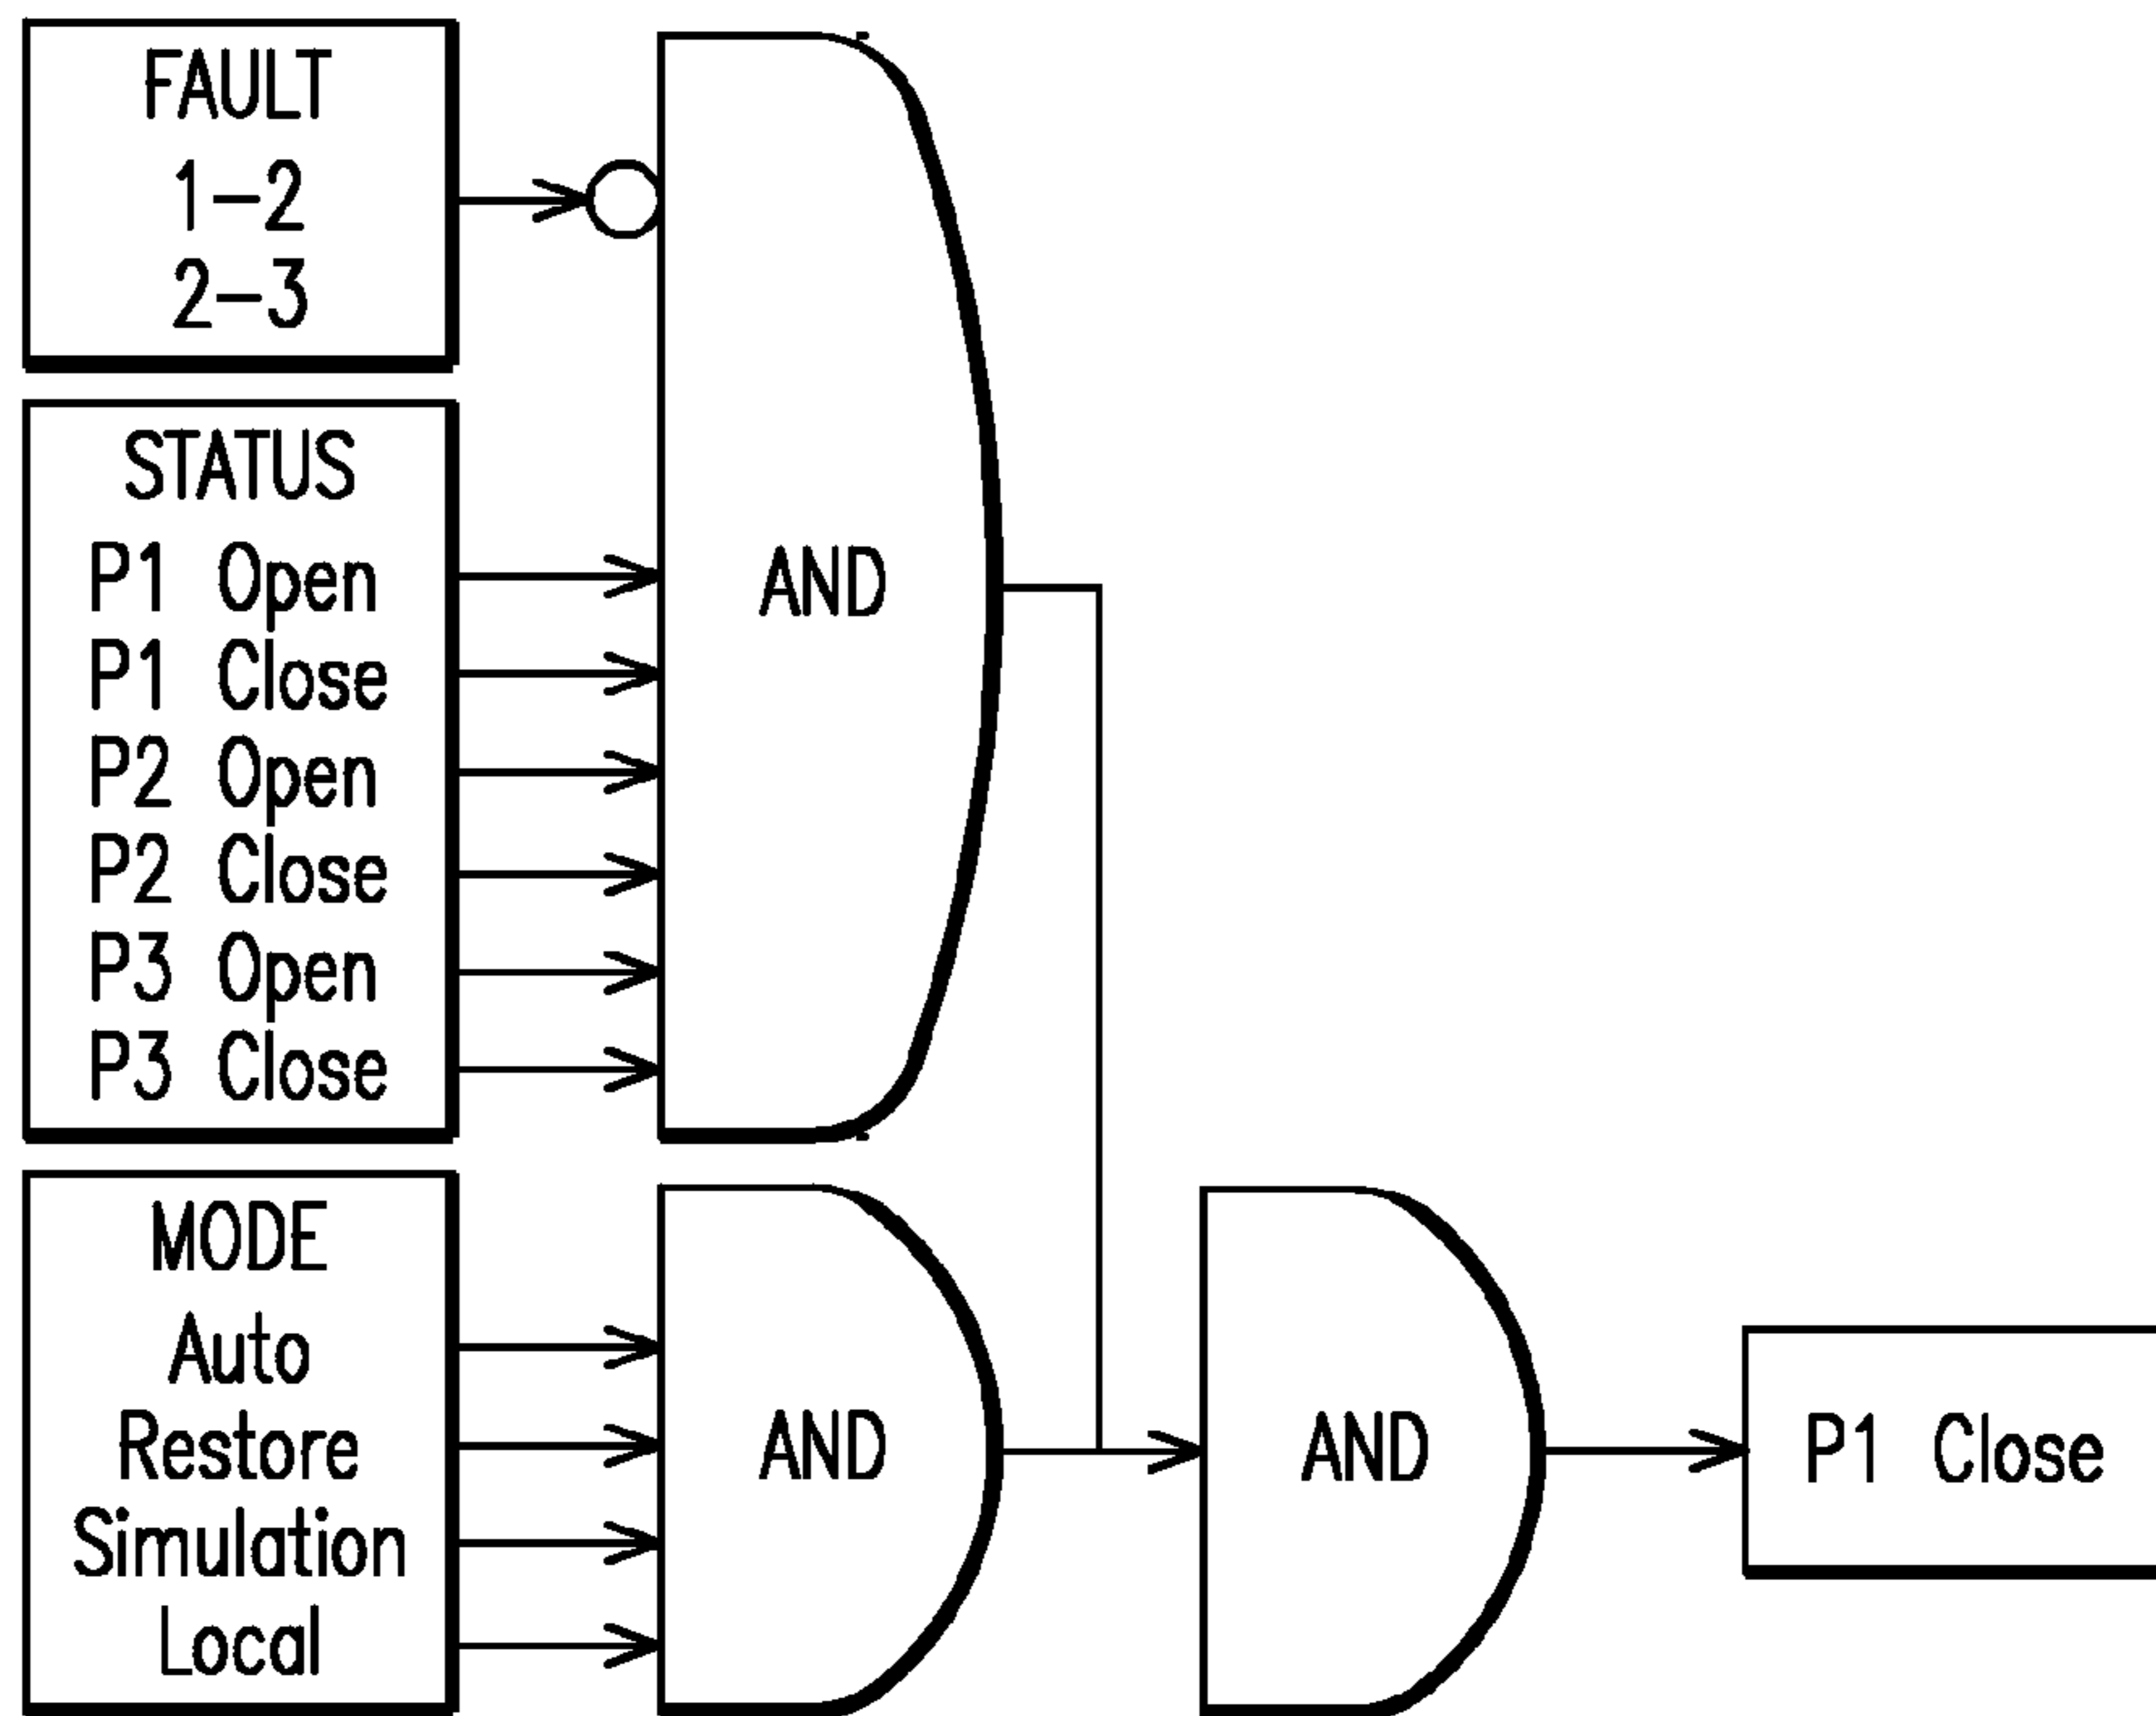 FAULT
1-2
2-3
STATUS
P1 Open
P1 Close
P2 Open
P2 Close
P3 Open
P3 Close
AND
MODE
Auto
Restore
Simulation
Local
AND
AND
P1 Close